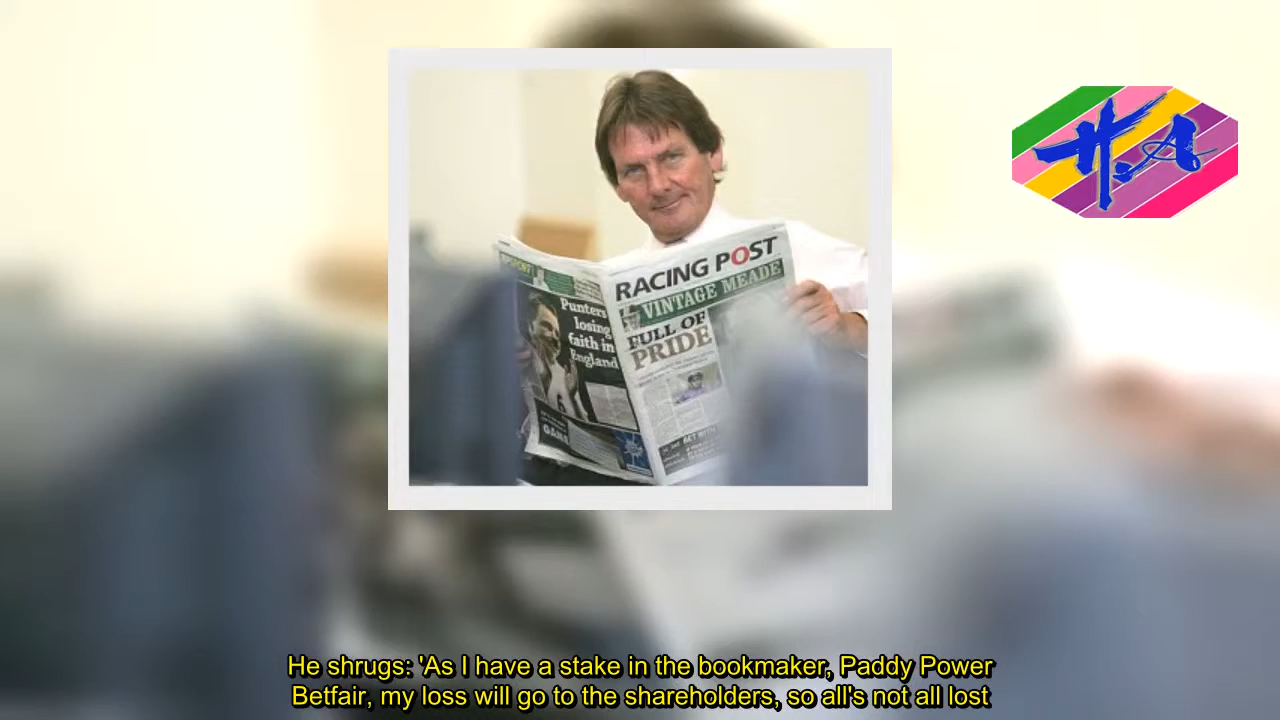 H.A
RACING POST
VINTAGE MEADE
FULL OF
PRIDE
Punters
losing
faith in
England
He shrugs: 'As I have a stake in the bookmaker, Paddy Power
Betfair, my loss will go to the shareholders, so all's not all lost